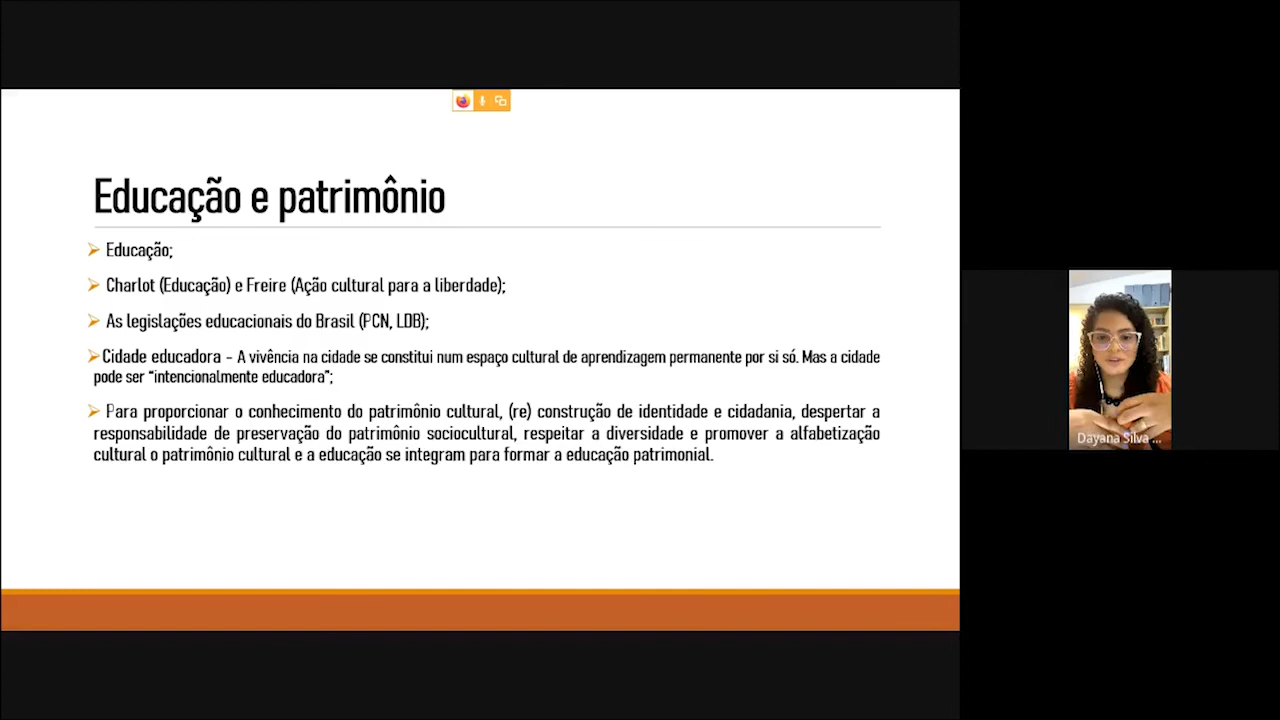 Educação e patrimônio
➢ Educação;
➢ Charlot (Educação) e Freire (Ação cultural para a liberdade);
➢ As legislações educacionais do Brasil (PCN, LDB);
➢Cidade educadora – A vivência na cidade se constitui num espaço cultural de aprendizagem permanente por si só. Mas a cidade
pode ser “intencionalmente educadora”;
➢ Para proporcionar o conhecimento do patrimônio cultural, (re) construção de identidade e cidadania, despertar a
responsabilidade de preservação do patrimônio sociocultural, respeitar a diversidade e promover a alfabetização
cultural o patrimônio cultural e a educação se integram para formar a educação patrimonial.
Dayana Silva ...